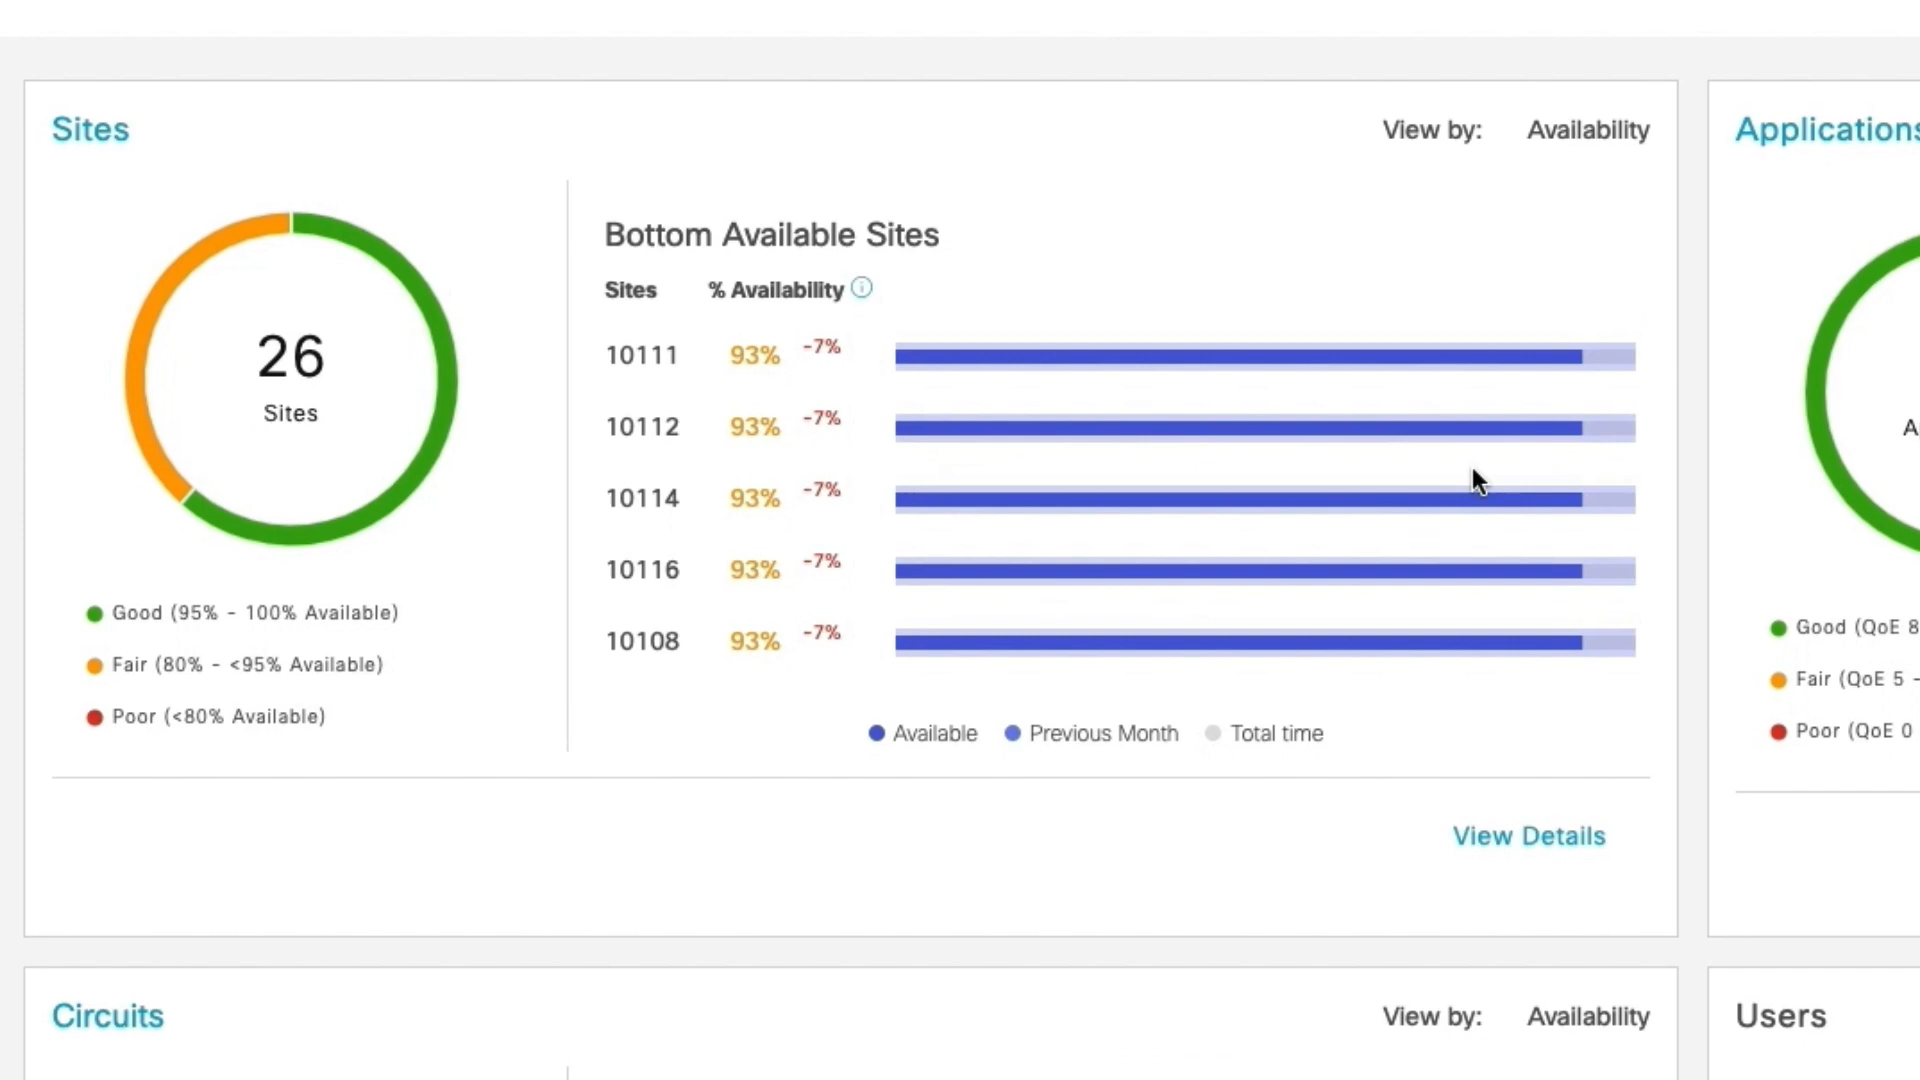 Sites
View by: Availability
26
Sites
Good (95% - 100% Available)
Fair (80% - <95% Available)
Poor (<80% Available)
Bottom Available Sites
Sites % Availability
10111 93% -7%
10112 93% -7%
10114 93% -7%
10116 93% -7%
10108 93% -7%
Available Previous Month Total time
View Details
Applications
Good (QoE 8
Fair (QoE 5 -
Poor (QoE 0
Circuits
View by: Availability
Users